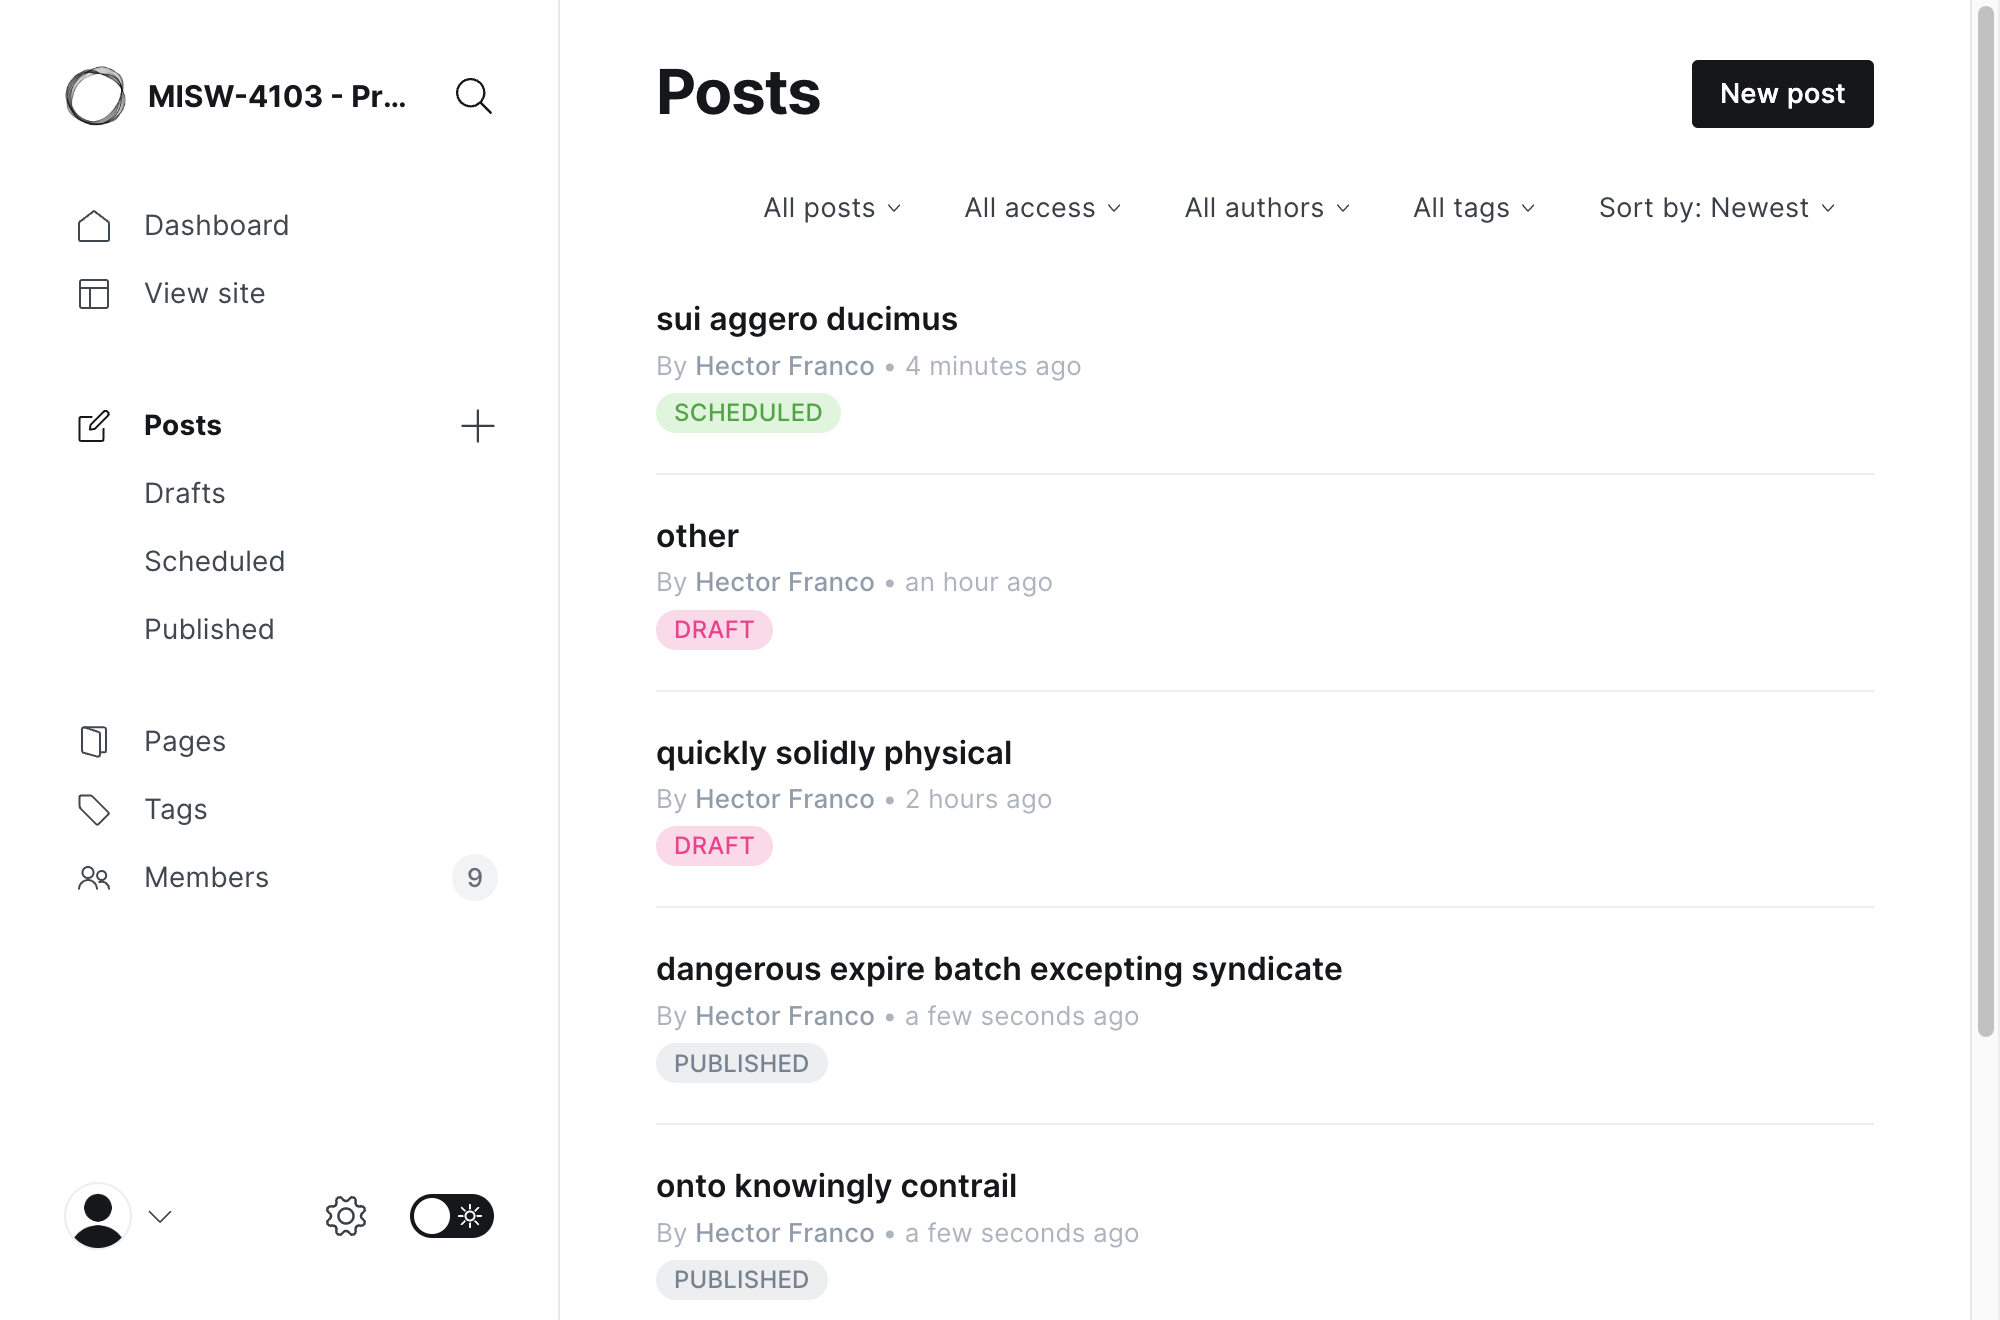 MISW-4103 - Pr...
Dashboard
View site
Posts
Drafts
Scheduled
Published
Pages
Tags
Members 9
Posts
New post
All posts All access All authors All tags Sort by: Newest
sui aggero ducimus
By Hector Franco • 4 minutes ago
SCHEDULED
other
By Hector Franco • an hour ago
DRAFT
quickly solidly physical
By Hector Franco • 2 hours ago
DRAFT
dangerous expire batch excepting syndicate
By Hector Franco • a few seconds ago
PUBLISHED
onto knowingly contrail
By Hector Franco • a few seconds ago
PUBLISHED